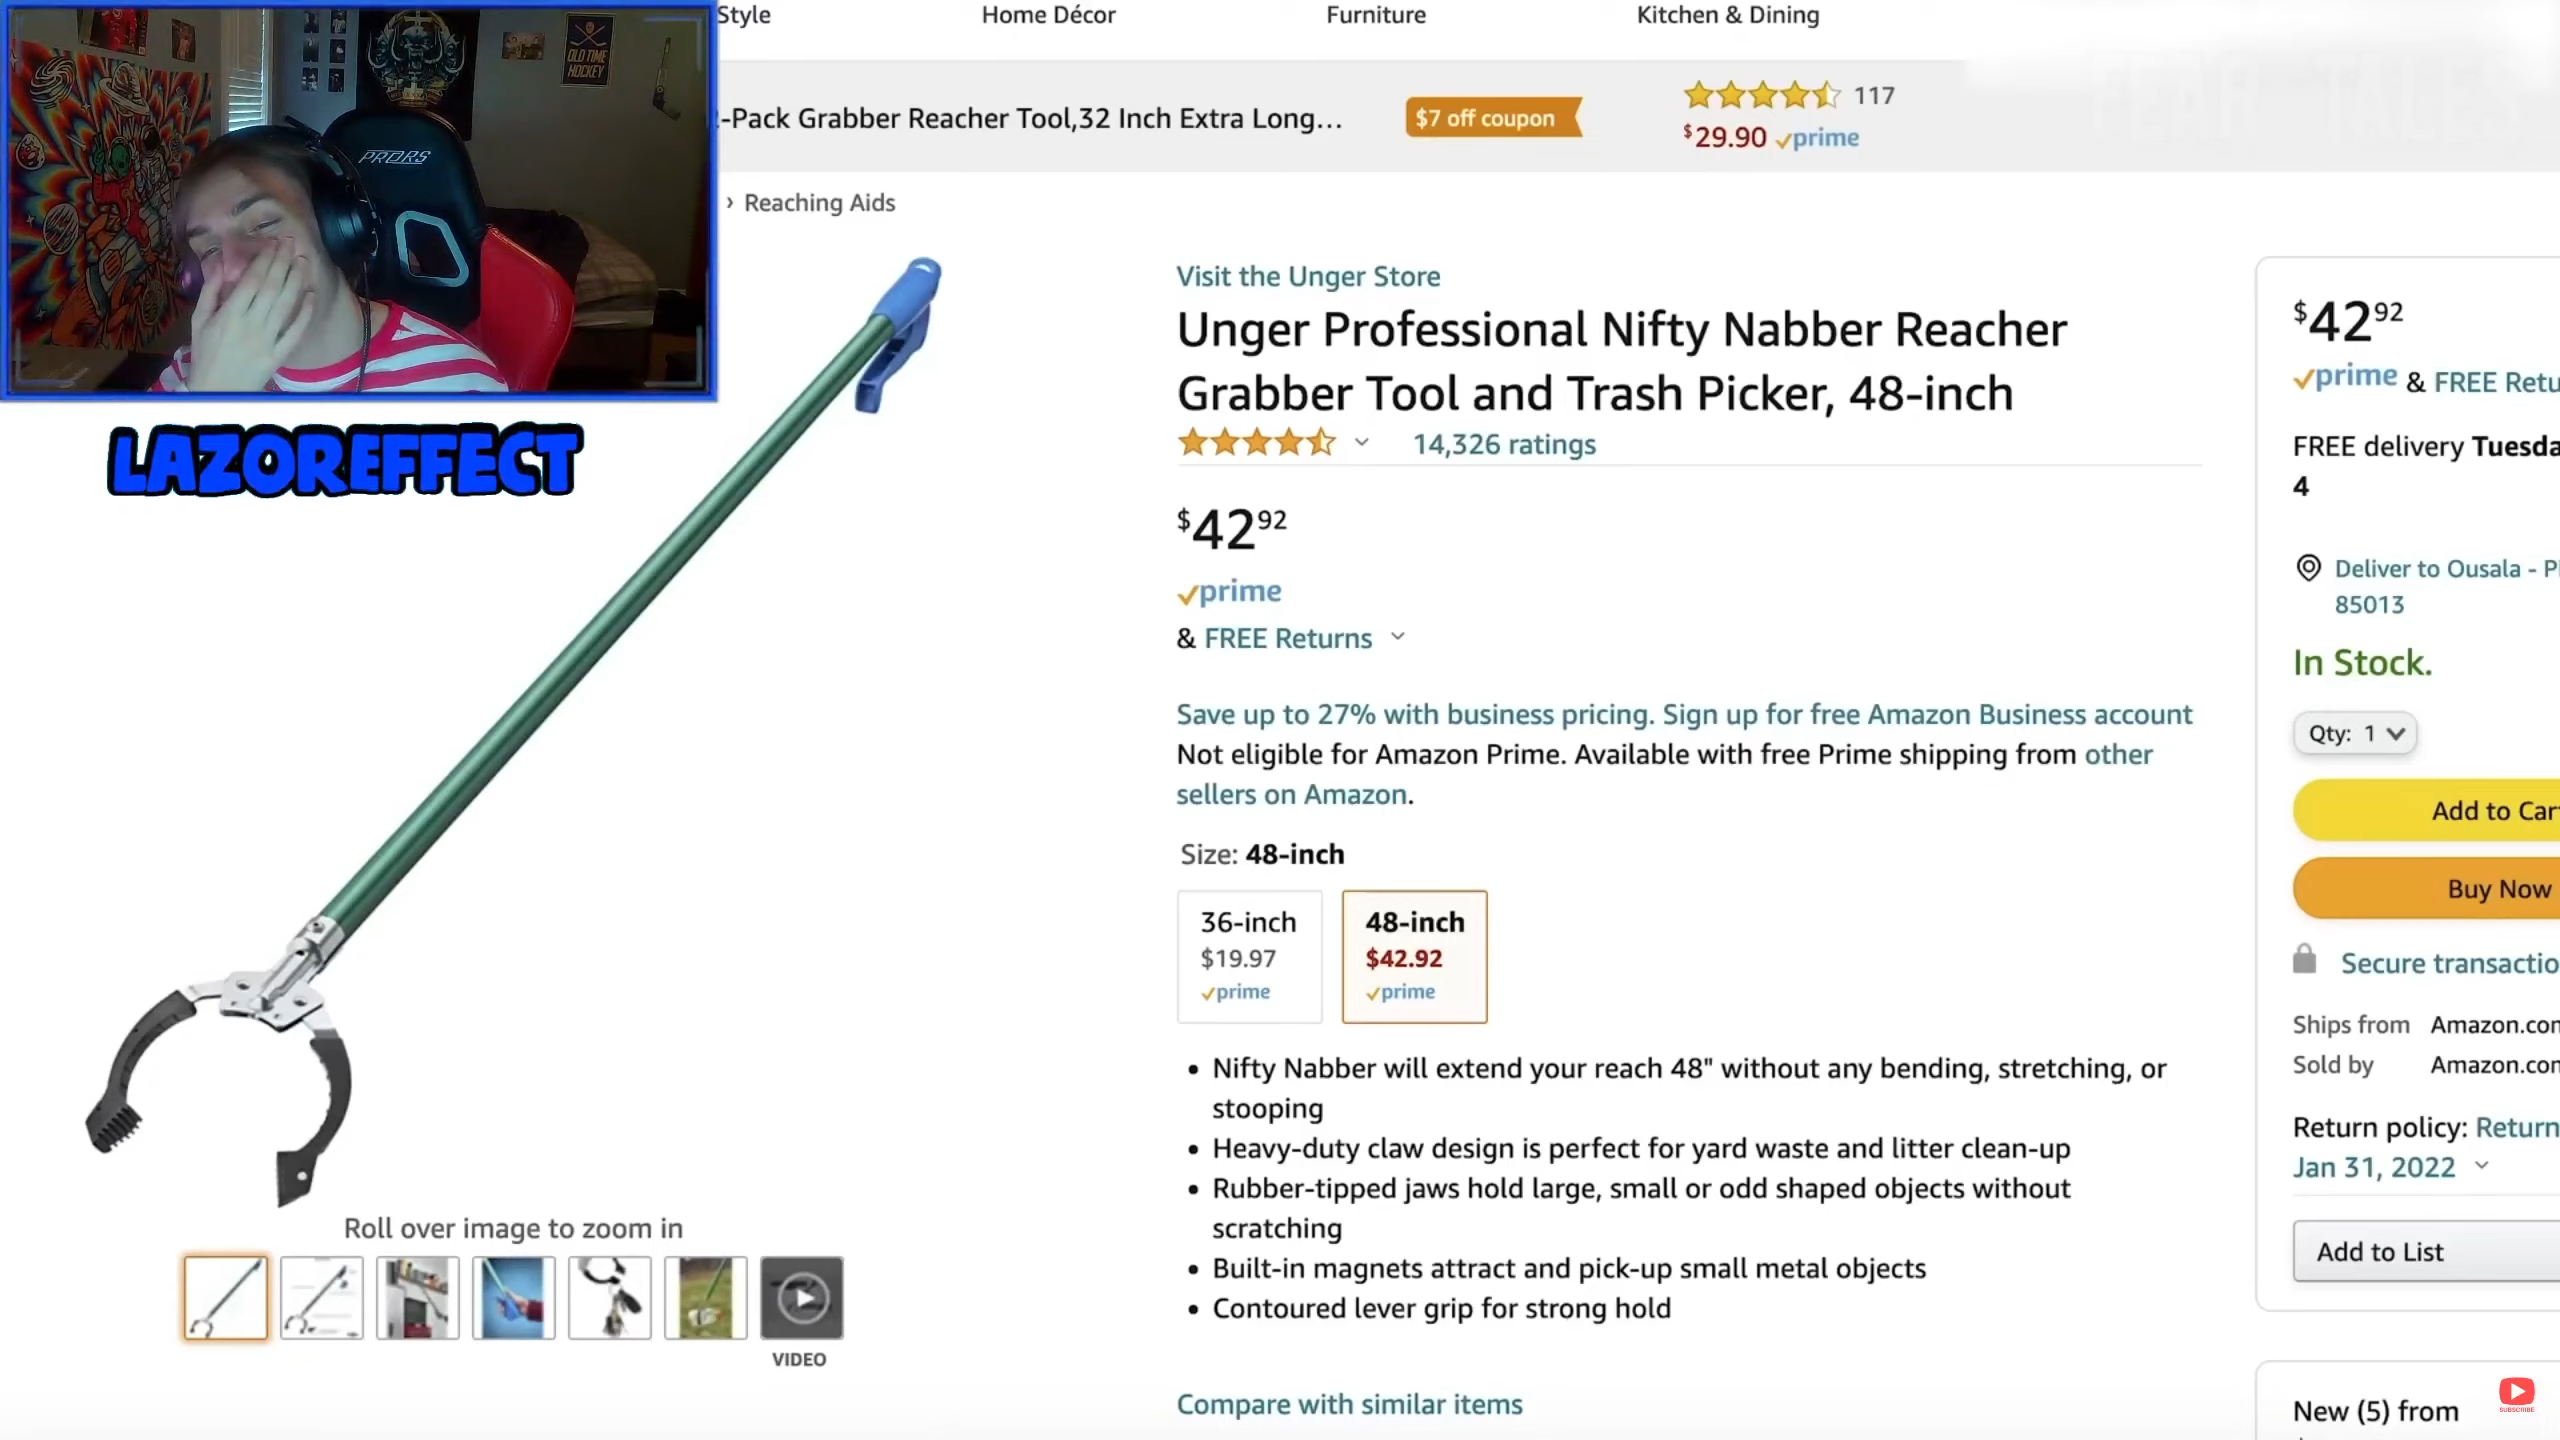 Style
Home Décor
Furniture
Kitchen & Dining
OLD TIME
HOCKEY
-Pack Grabber Reacher Tool,32 Inch Extra Long...
$7 off coupon
117
$29.90 prime
› Reaching Aids
LAZOREFFECT
Visit the Unger Store
Unger Professional Nifty Nabber Reacher
Grabber Tool and Trash Picker, 48-inch
14,326 ratings
$42 92
prime
& FREE Returns
Save up to 27% with business pricing. Sign up for free Amazon Business account
Not eligible for Amazon Prime. Available with free Prime shipping from other
sellers on Amazon.
Size: 48-inch
36-inch
$19.97
prime
48-inch
$42.92
prime
• Nifty Nabber will extend your reach 48" without any bending, stretching, or
stooping
• Heavy-duty claw design is perfect for yard waste and litter clean-up
• Rubber-tipped jaws hold large, small or odd shaped objects without
scratching
• Built-in magnets attract and pick-up small metal objects
• Contoured lever grip for strong hold
Compare with similar items
Roll over image to zoom in
VIDEO
$42 92
prime & FREE Retu
FREE delivery Tuesda
4
Deliver to Ousala - P
85013
In Stock.
Qty: 1
Add to Car
Buy Now
Secure transactio
Ships from Amazon.con
Sold by Amazon.con
Return policy: Return
Jan 31, 2022
Add to List
New (5) from
SUBSCRIBE